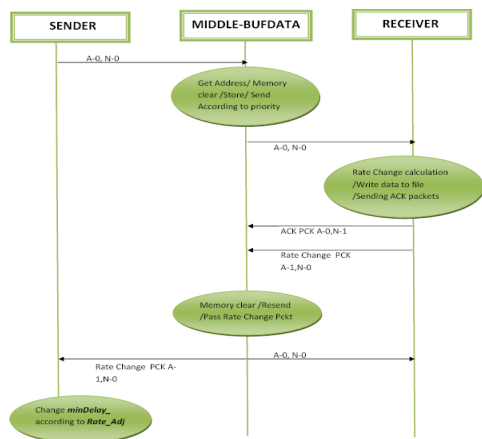 SENDER
MIDDLE-BUFDATA
RECEIVER
A-0, N-0
Get Address/ Memory
clear /Store/ Send
According to priority
A-0, N-0
Rate Change calculation
/Write data to file
/Sending ACK packets
ACK PCK A-0,N-1
Rate Change PCK
A-1,N-0
Memory clear /Resend
/Pass Rate Change Pckt
A-0, N-0
Rate Change PCK A-
1,N-0
Change minDelay_
according to Rate_Adj